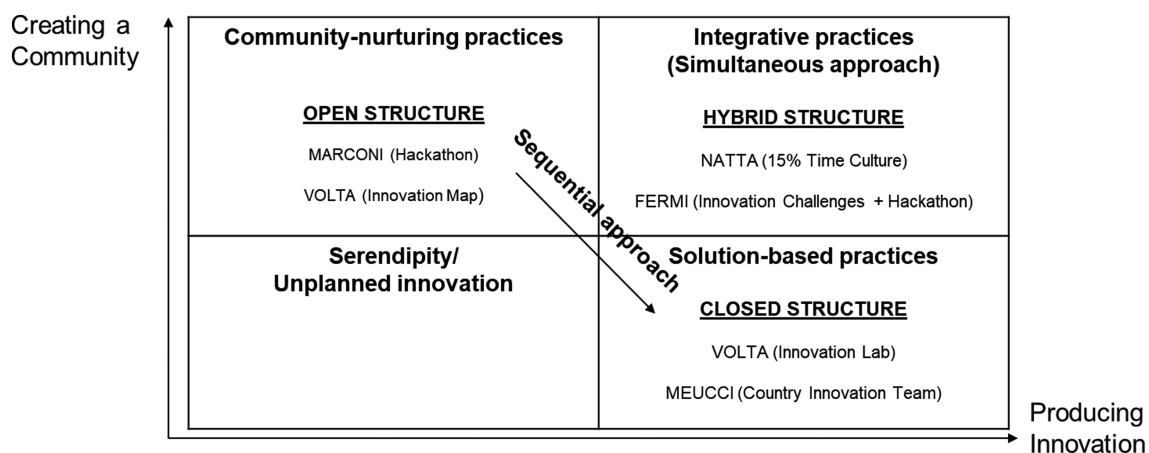 Creating a
Community
Community-nurturing practices
OPEN STRUCTURE
MARCONI (Hackathon)
VOLTA (Innovation Map)
Integrative practices
(Simultaneous approach)
HYBRID STRUCTURE
NATTA (15% Time Culture)
FERMI (Innovation Challenges + Hackathon)
Sequential approach
Serendipity/
Unplanned innovation
Solution-based practices
CLOSED STRUCTURE
VOLTA (Innovation Lab)
MEUCCI (Country Innovation Team)
Producing
Innovation